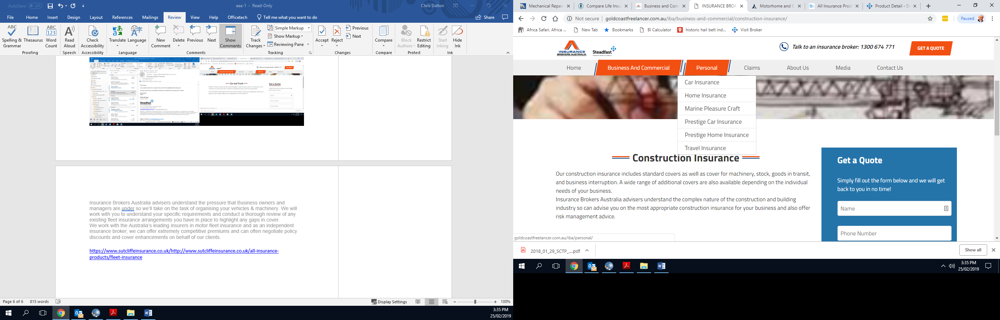 AutoSave Off
aaa-1 - Read-Only
Chris Dalton
File Home Insert Design Layout References Mailings Review View Help Officetech Tell me what you want to do
Share
ABC Spelling & Grammar
Thesaurus
ABC 123 Word Count
Read Aloud
Check Accessibility
Translate
Language
New Comment
Delete
Previous
Next
Show Comments
Track Changes
Simple Markup
Show Markup
Reviewing Pane
Accept
Reject
Previous
Next
Compare
Block Authors
Restrict Editing
Start Inking
Hide Ink
Proofing Speech Accessibility Language Comments Tracking Changes Compare Protect Ink
Car and Truck
Get a Quote
Steadfast
Insurance Brokers Australia advisers understand the pressure that Business owners and
managers are under so we'll take on the task of organising your vehicles & machinery. We will
work with you to understand your specific requirements and conduct a thorough review of any
existing fleet insurance arrangements you have in place to highlight any gaps in cover.
We work with the Australia's leading insurers in motor fleet insurance and as an independent
insurance broker, we can offer extremely competitive premiums and can often negotiate policy
discounts and cover enhancements on behalf of our clients.
https://www.sutcliffeinsurance.co.uk/http://www.sutcliffeinsurance.co.uk/all-insurance-
products/fleet-insurance
Page 6 of 6 815 words
Display Settings
100%
3:35 PM
25/02/2019
Mechanical Repair
Compare Life Insu
Business and Com
INSURANCE BROK
Motorhome and C
All Insurance Prod
Product Detail - St
Not secure | goldcoastfreelancer.com.au/iba/business-and-commercial/construction-insurance/
Paused
Africa Safari, Africa ... New Tab Bookmarks BI Calculator historic hail belt ind... Visit Broker
INSURANCE
BROKERS AUSTRALIA
Steadfast
STRENGTH WHEN YOU NEED IT
Talk to an insurance broker: 1300 674 771
GET A QUOTE
Home Business And Commercial Personal Claims About Us Media Contact Us
Car Insurance
Home Insurance
Marine Pleasure Craft
Prestige Car Insurance
Prestige Home Insurance
Travel Insurance
Construction Insurance
Our construction insurance includes standard covers as well as cover for machinery, stock, goods in transit,
and business interruption. A wide range of additional covers are also available depending on the individual
needs of your business.
Insurance Brokers Australia advisers understand the complex nature of the construction and building
industry so can advise you on the most appropriate construction insurance for your business and also offer
risk management advice.
Get a Quote
Simply fill out the form below and we will get
back to you in no time!
Name
Phone Number
goldcoastfreelancer.com.au/iba/personal/
2018_01_29_SCTP_....pdf
Show all
3:35 PM
25/02/2019